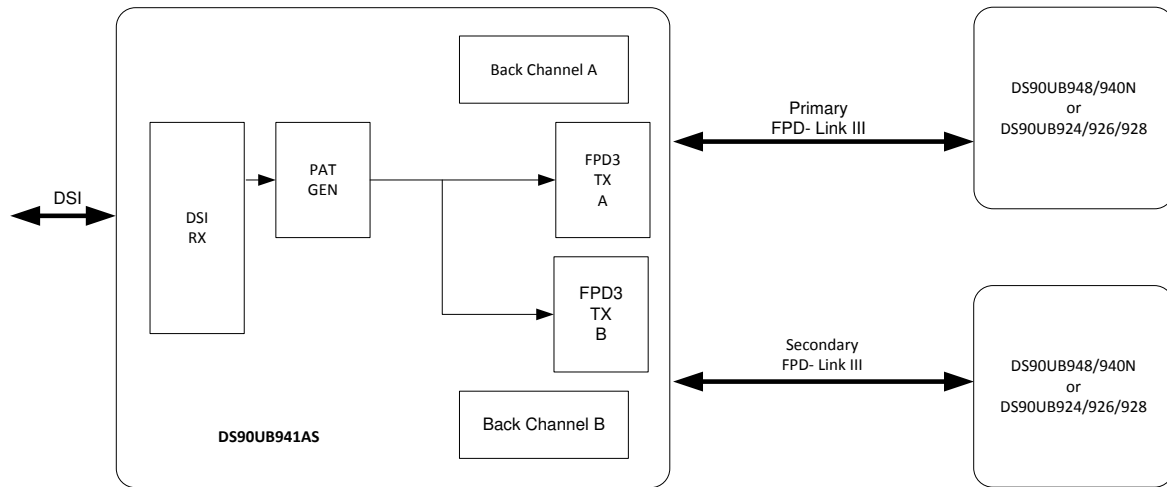 Back Channel A
DSI
DSI
RX
PAT
GEN
FPD3
TX
A
FPD3
TX
B
Back Channel B
DS90UB941AS
Primary
FPD- Link III
DS90UB948/940N
or
DS90UB924/926/928
Secondary
FPD- Link III
DS90UB948/940N
or
DS90UB924/926/928